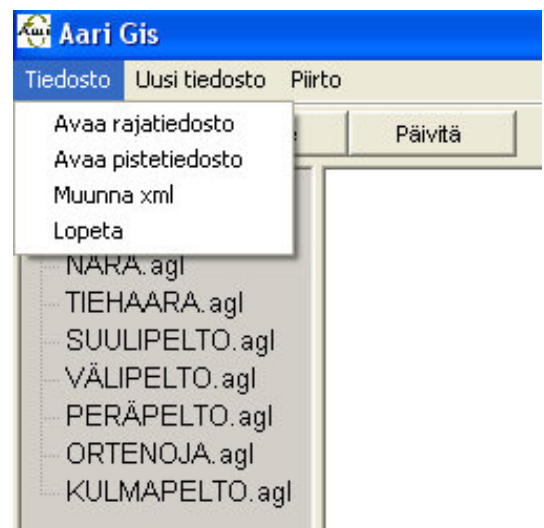 Aari Gis
Tiedosto Uusi tiedosto Piirto
Avaa rajatiedosto
Päivitä
Avaa pistetiedosto
Muunna xml
Lopeta
NARA.agl
TIEHAARA.agl
SUULIPELTO.agl
VÄLIPELTO.agl
PERÄPELTO.agl
ORTENOJA.agl
KULMAPELTO.agl